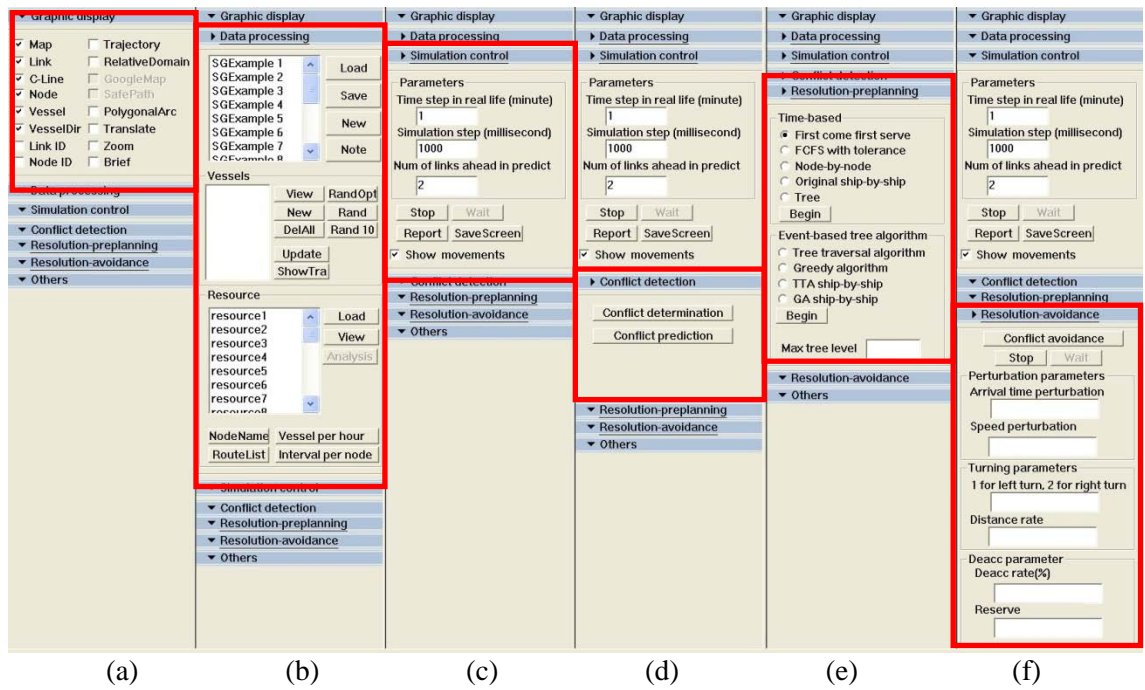 Graphic display
Map Trajectory
Link RelativeDomain
C-Line GoogleMap
Node SafePath
Vessel PolygonalArc
VesselDir Translate
Link ID Zoom
Node ID Brief
Data processing
Simulation control
Conflict detection
Resolution-preplanning
Resolution-avoidance
Others
(a)
Graphic display
Data processing
SGExample 1
SGExample 2
SGExample 3
SGExample 4
SGExample 5
SGExample 6
SGExample 7
SGExample 8
Load
Save
New
Note
Vessels
View RandOpt
New Rand
DelAll Rand 10
Update
ShowTra
Resource
resource1
resource2
resource3
resource4
resource5
resource6
resource7
resource8
Load
View
Analysis
NodeName Vessel per hour
RouteList Interval per node
Simulation control
Conflict detection
Resolution-preplanning
Resolution-avoidance
Others
(b)
Graphic display
Data processing
Simulation control
Parameters
Time step in real life (minute)
1
Simulation step (millisecond)
1000
Num of links ahead in predict
2
Stop Wait
Report SaveScreen
Show movements
Conflict detection
Resolution-preplanning
Resolution-avoidance
Others
(c)
Graphic display
Data processing
Simulation control
Parameters
Time step in real life (minute)
1
Simulation step (millisecond)
1000
Num of links ahead in predict
2
Stop Wait
Report SaveScreen
Show movements
Conflict detection
Conflict determination
Conflict prediction
Resolution-preplanning
Resolution-avoidance
Others
(d)
Graphic display
Data processing
Simulation control
Conflict detection
Resolution-preplanning
Time-based
First come first serve
FCFS with tolerance
Node-by-node
Original ship-by-ship
Tree
Begin
Event-based tree algorithm
Tree traversal algorithm
Greedy algorithm
TTA ship-by-ship
GA ship-by-ship
Begin
Max tree level
Resolution-avoidance
Others
(e)
Graphic display
Data processing
Simulation control
Parameters
Time step in real life (minute)
1
Simulation step (millisecond)
1000
Num of links ahead in predict
2
Stop Wait
Report SaveScreen
Show movements
Conflict detection
Resolution-preplanning
Resolution-avoidance
Conflict avoidance
Stop Wait
Perturbation parameters
Arrival time perturbation
Speed perturbation
Turning parameters
1 for left turn, 2 for right turn
Distance rate
Deacc parameter
Deacc rate(%)
Reserve
(f)